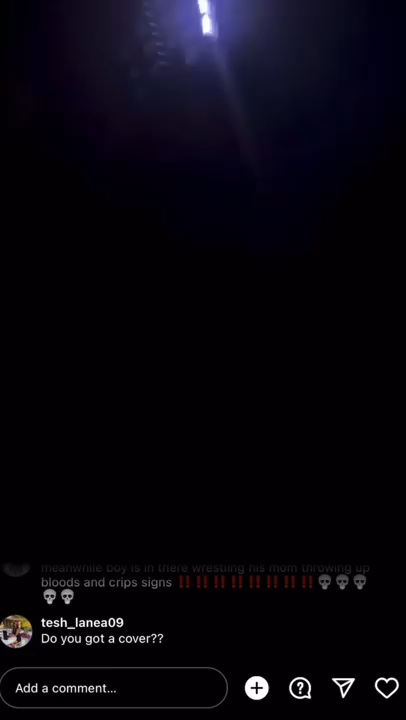 meanwhile boy is in there wrestling his mom throwing up
bloods and crips signs ‼️‼️‼️‼️‼️‼️‼️‼️💀💀💀
💀💀
tesh_lanea09
Do you got a cover??
Add a comment...